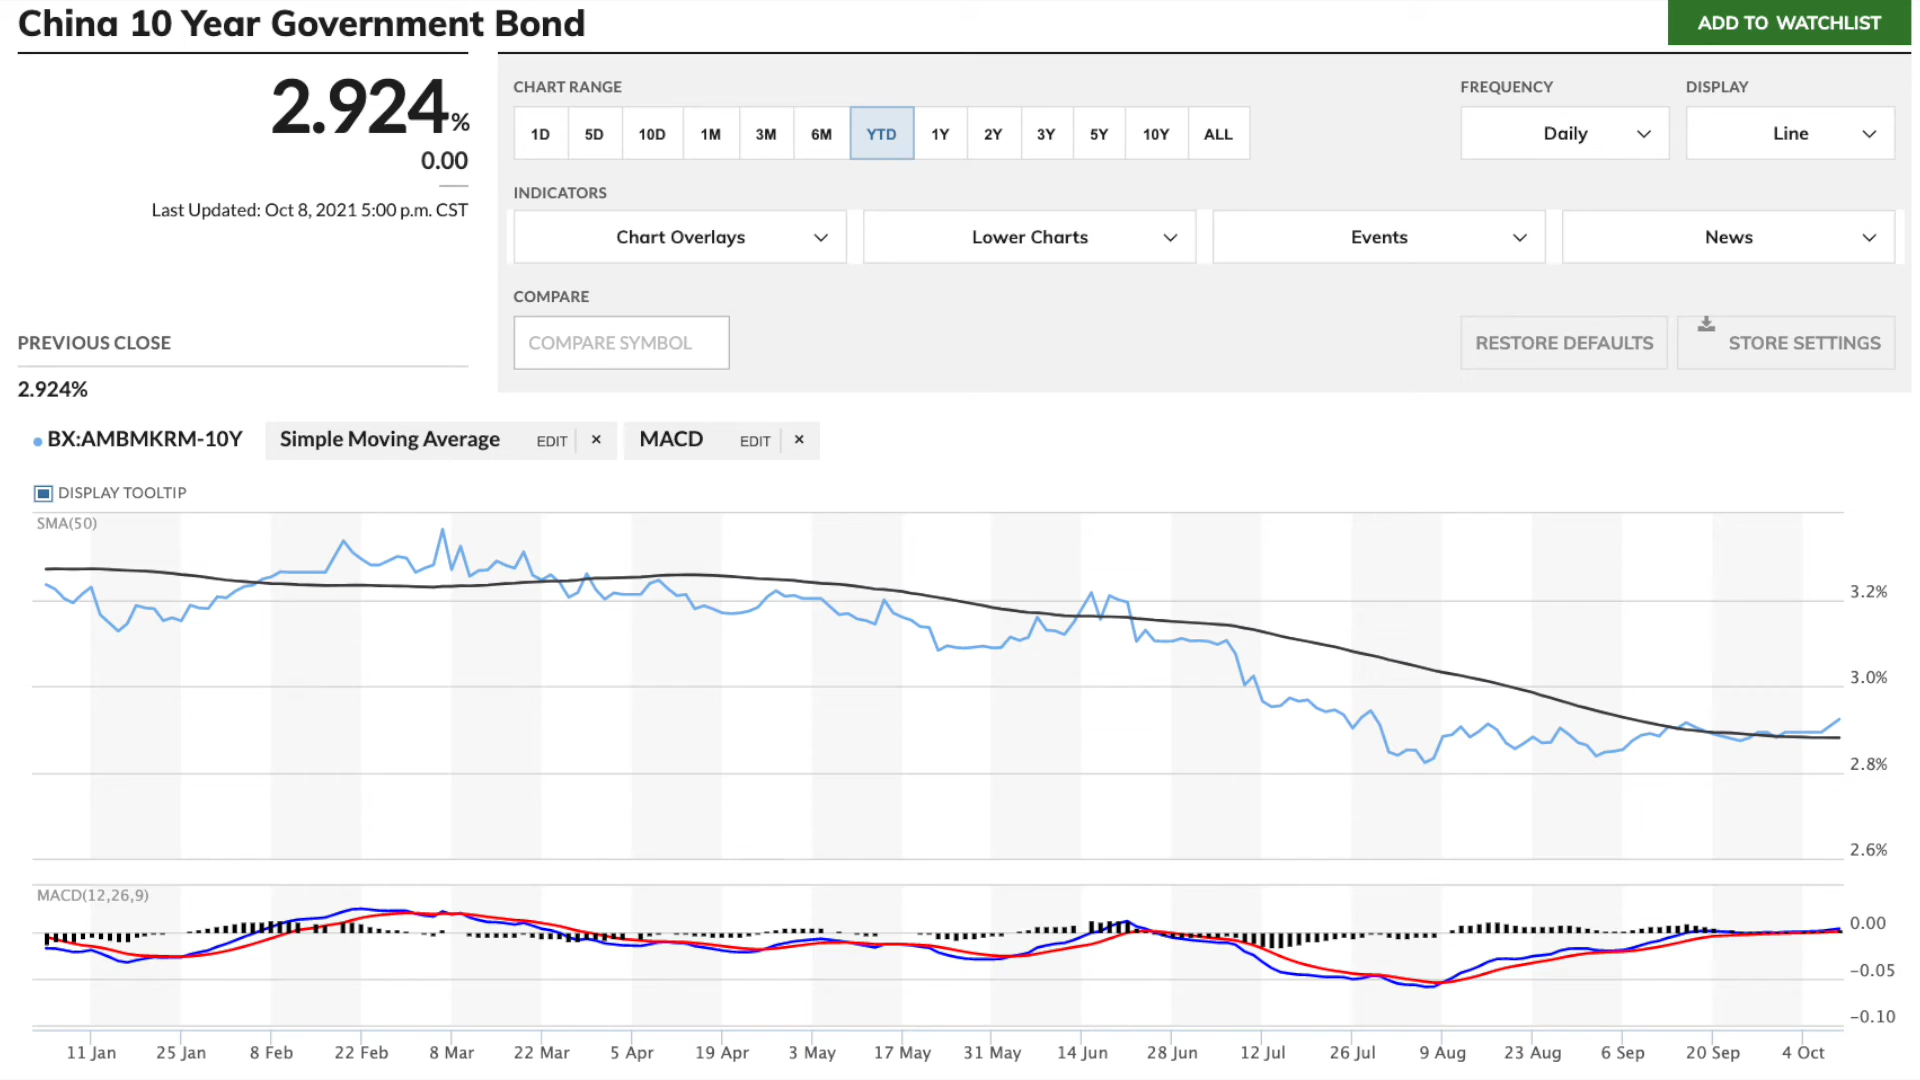 China 10 Year Government Bond
ADD TO WATCHLIST
2.924%
0.00
Last Updated: Oct 8, 2021 5:00 p.m. CST
PREVIOUS CLOSE
2.924%
CHART RANGE
1D 5D 10D 1M 3M 6M YTD 1Y 2Y 3Y 5Y 10Y ALL
FREQUENCY
Daily
DISPLAY
Line
INDICATORS
Chart Overlays Lower Charts Events News
COMPARE
COMPARE SYMBOL
RESTORE DEFAULTS
STORE SETTINGS
BX:AMBMKRM-10Y Simple Moving Average EDIT × MACD EDIT ×
DISPLAY TOOLTIP
SMA(50)
3.2%
3.0%
2.8%
2.6%
MACD(12,26,9)
0.00
−0.05
−0.10
11 Jan 25 Jan 8 Feb 22 Feb 8 Mar 22 Mar 5 Apr 19 Apr 3 May 17 May 31 May 14 Jun 28 Jun 12 Jul 26 Jul 9 Aug 23 Aug 6 Sep 20 Sep 4 Oct